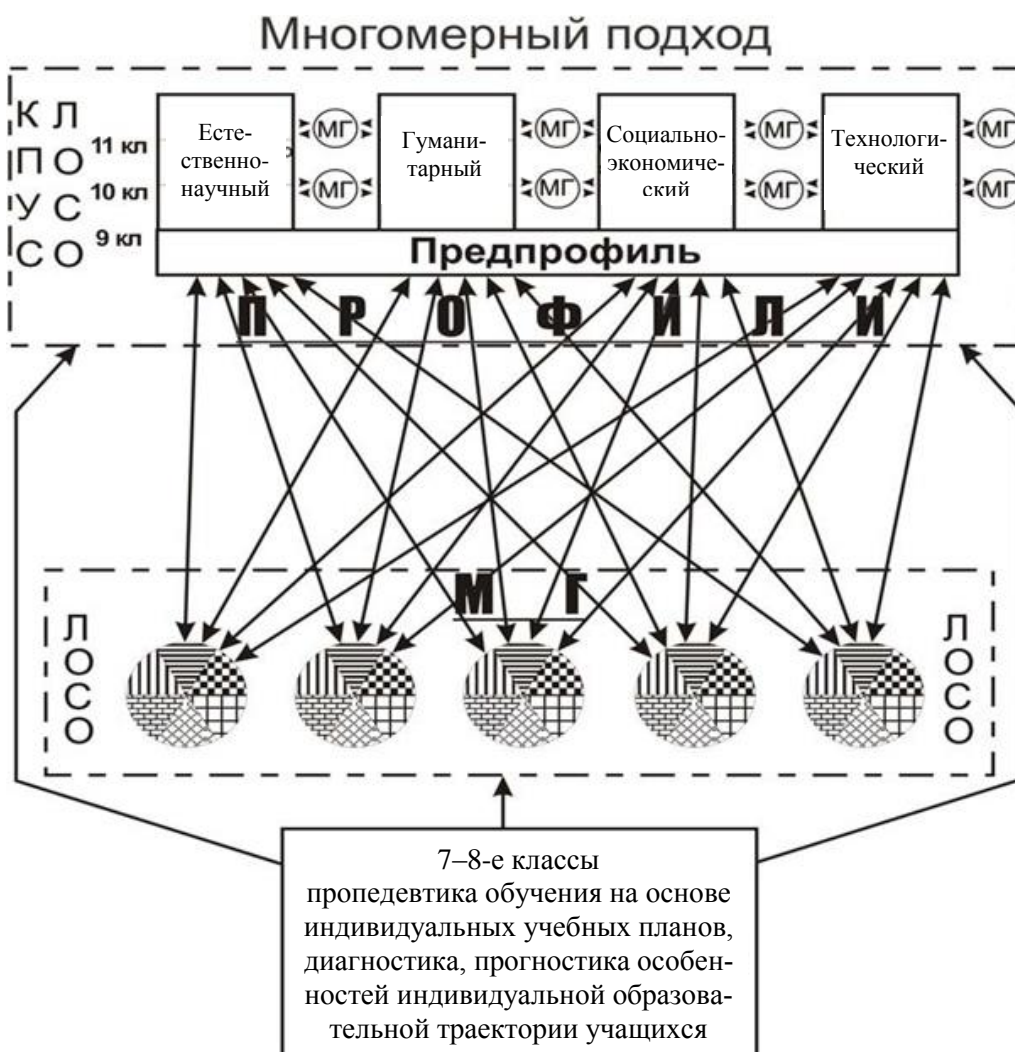 Многомерный подход
К Л
П О
У С
С О
11 кл
10 кл
9 кл
Есте-
ственно-
научный
МГ
МГ
Гумани-
тарный
МГ
МГ
Социально-
экономиче-
ский
МГ
МГ
Технологи-
ческий
МГ
МГ
Предпрофиль
П Р О Ф И Л И
М Г
Л
О
С
О
Л
О
С
О
7–8-е классы
пропедевтика обучения на основе
индивидуальных учебных планов,
диагностика, прогностика особен-
ностей индивидуальной образова-
тельной траектории учащихся